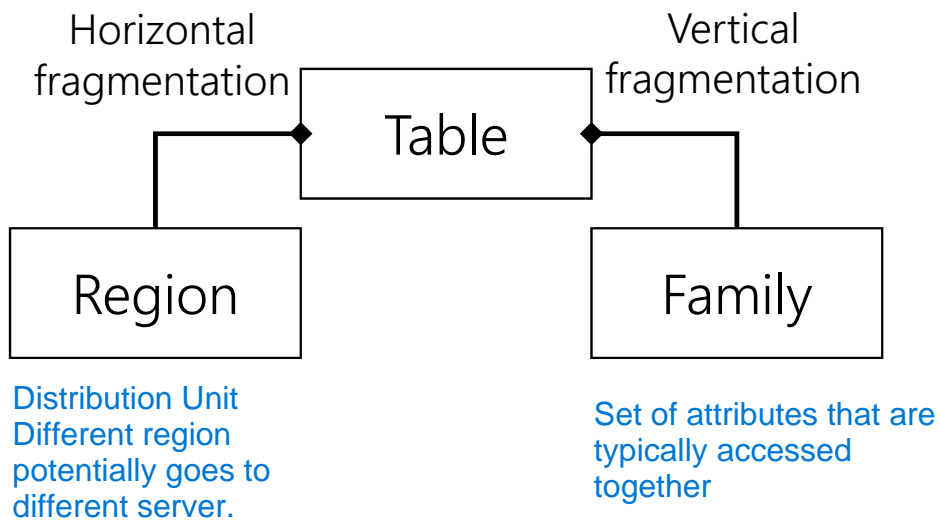 Horizontal
fragmentation
Vertical
fragmentation
Table
Region
Family
Distribution Unit
Different region
potentially goes to
different server.
Set of attributes that are
typically accessed
together